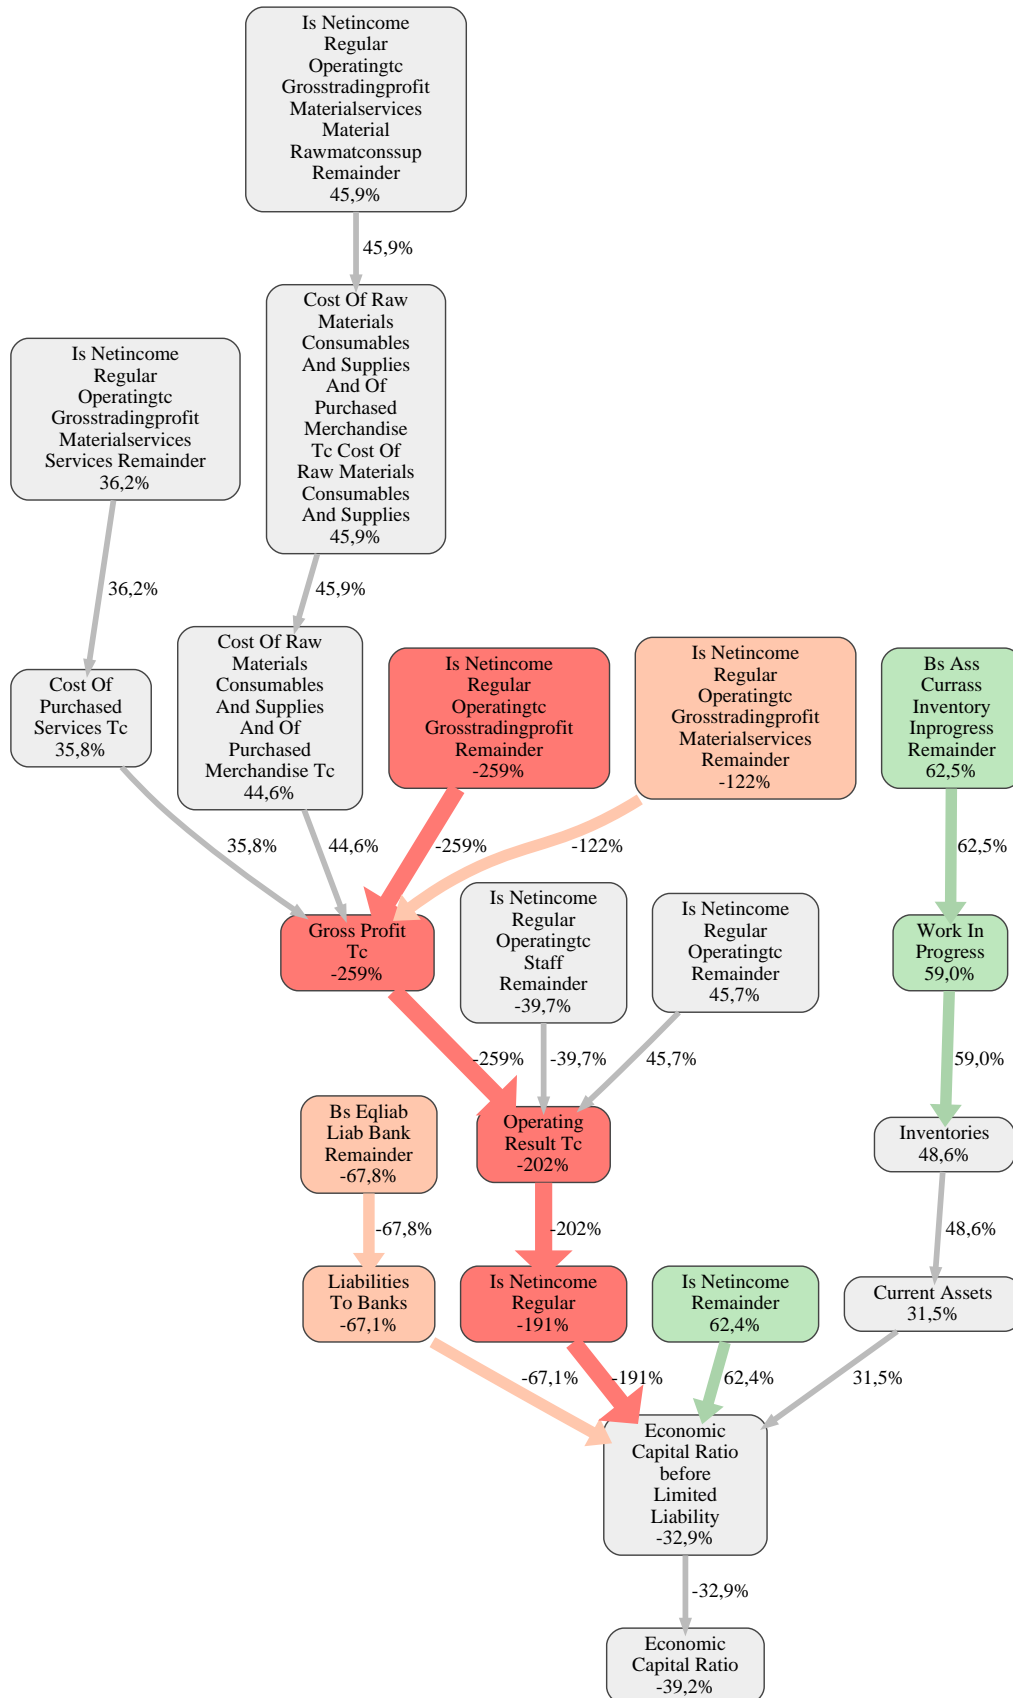 Is Netincome
Regular
Operatingtc
Grosstradingprofit
Materialservices
Material
Rawmatconssup
Remainder
45,9%
45,9%
Cost Of Raw
Materials
Consumables
And Supplies
And Of
Purchased
Merchandise
Tc Cost Of
Raw Materials
Consumables
And Supplies
45,9%
Is Netincome
Regular
Operatingtc
Grosstradingprofit
Materialservices
Services Remainder
36,2%
36,2%
45,9%
Cost Of
Purchased
Services Tc
35,8%
Cost Of Raw
Materials
Consumables
And Supplies
And Of
Purchased
Merchandise Tc
44,6%
Is Netincome
Regular
Operatingtc
Grosstradingprofit
Remainder
-259%
Is Netincome
Regular
Operatingtc
Grosstradingprofit
Materialservices
Remainder
-122%
Bs Ass
Currass
Inventory
Inprogress
Remainder
62,5%
35,8%
44,6%
-259%
-122%
62,5%
Gross Profit
Tc
-259%
Is Netincome
Regular
Operatingtc
Staff
Remainder
-39,7%
Is Netincome
Regular
Operatingtc
Remainder
45,7%
Work In
Progress
59,0%
-259%
-39,7%
45,7%
59,0%
Bs Eqliab
Liab Bank
Remainder
-67,8%
Operating
Result Tc
-202%
Inventories
48,6%
-67,8%
-202%
48,6%
Liabilities
To Banks
-67,1%
Is Netincome
Regular
-191%
Is Netincome
Remainder
62,4%
Current Assets
31,5%
-67,1%
-191%
62,4%
31,5%
Economic
Capital Ratio
before
Limited
Liability
-32,9%
-32,9%
Economic
Capital Ratio
-39,2%